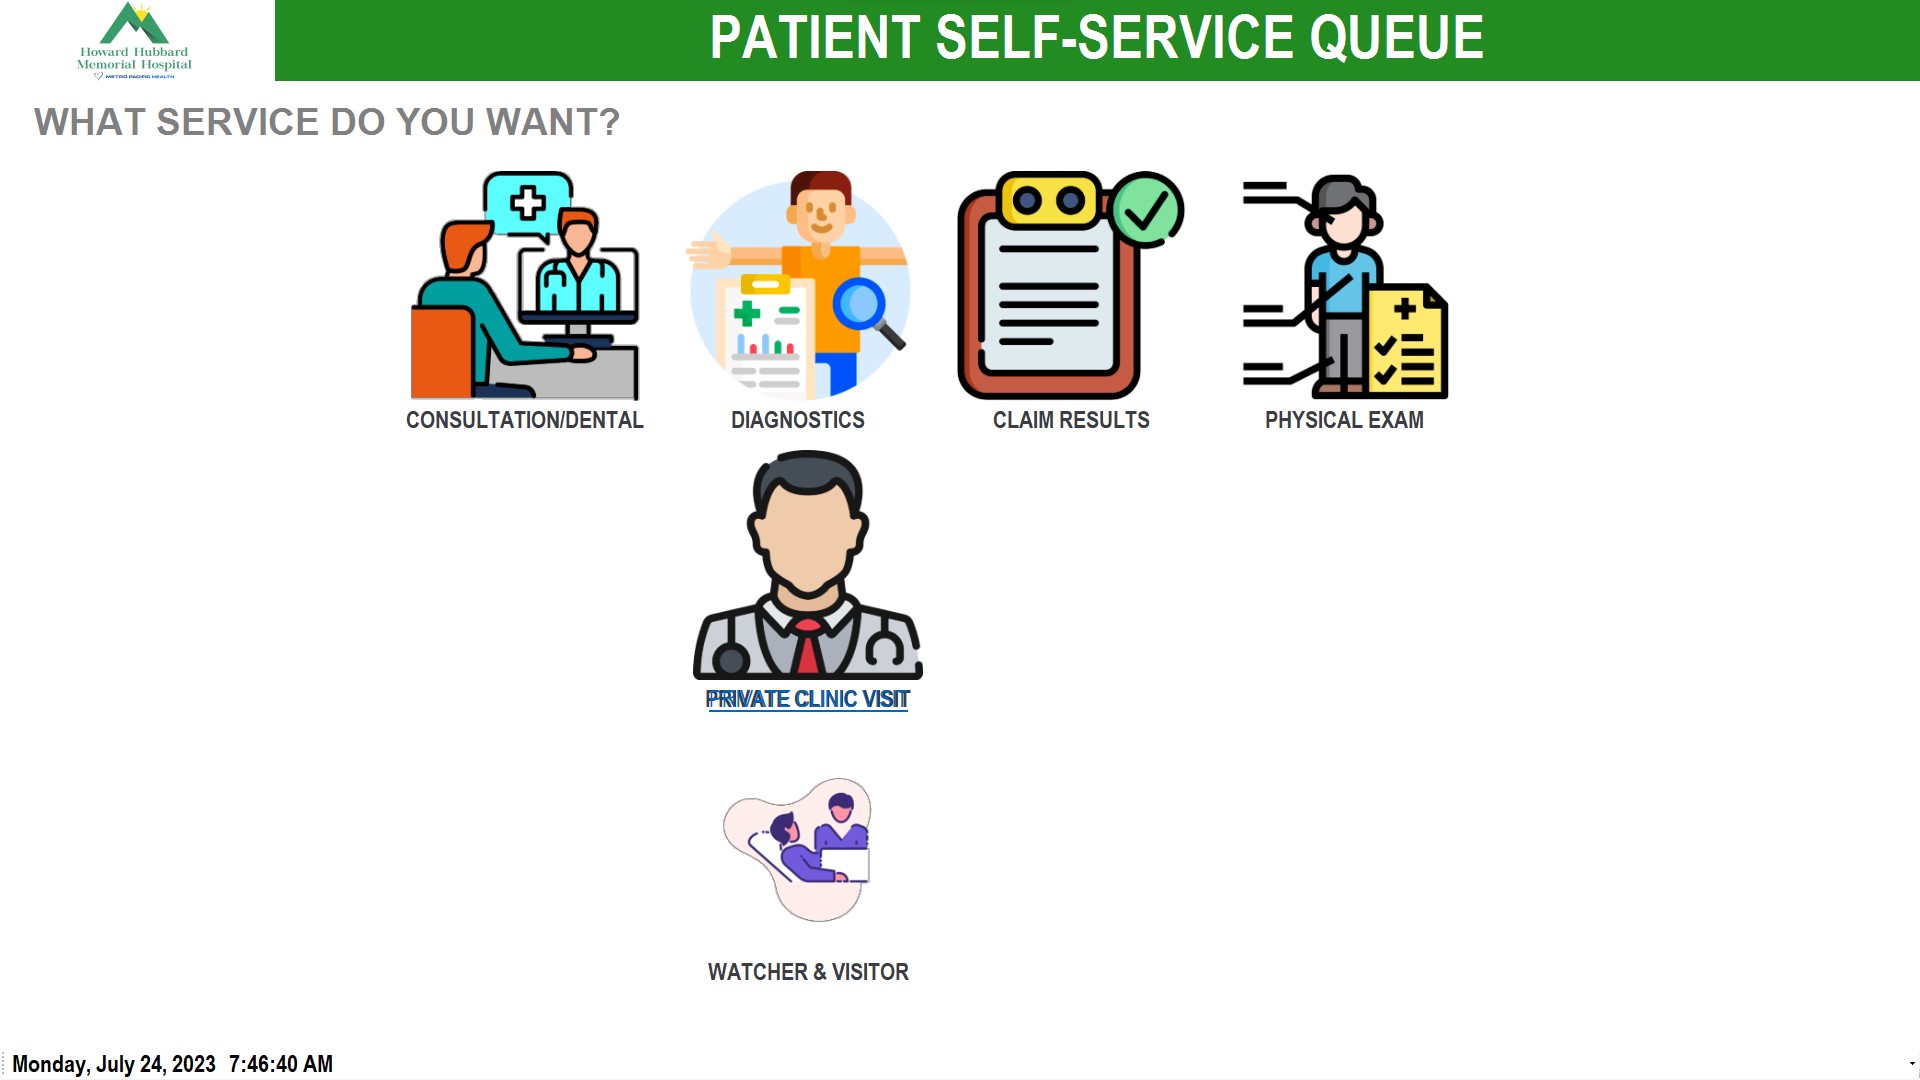 Howard Hubbard
Memorial Hospital
METRO PACIFIC HEALTH
PATIENT SELF-SERVICE QUEUE
WHAT SERVICE DO YOU WANT?
CONSULTATION/DENTAL
DIAGNOSTICS
CLAIM RESULTS
PHYSICAL EXAM
PRIVATE CLINIC VISIT
WATCHER & VISITOR
Monday, July 24, 2023 7:46:40 AM